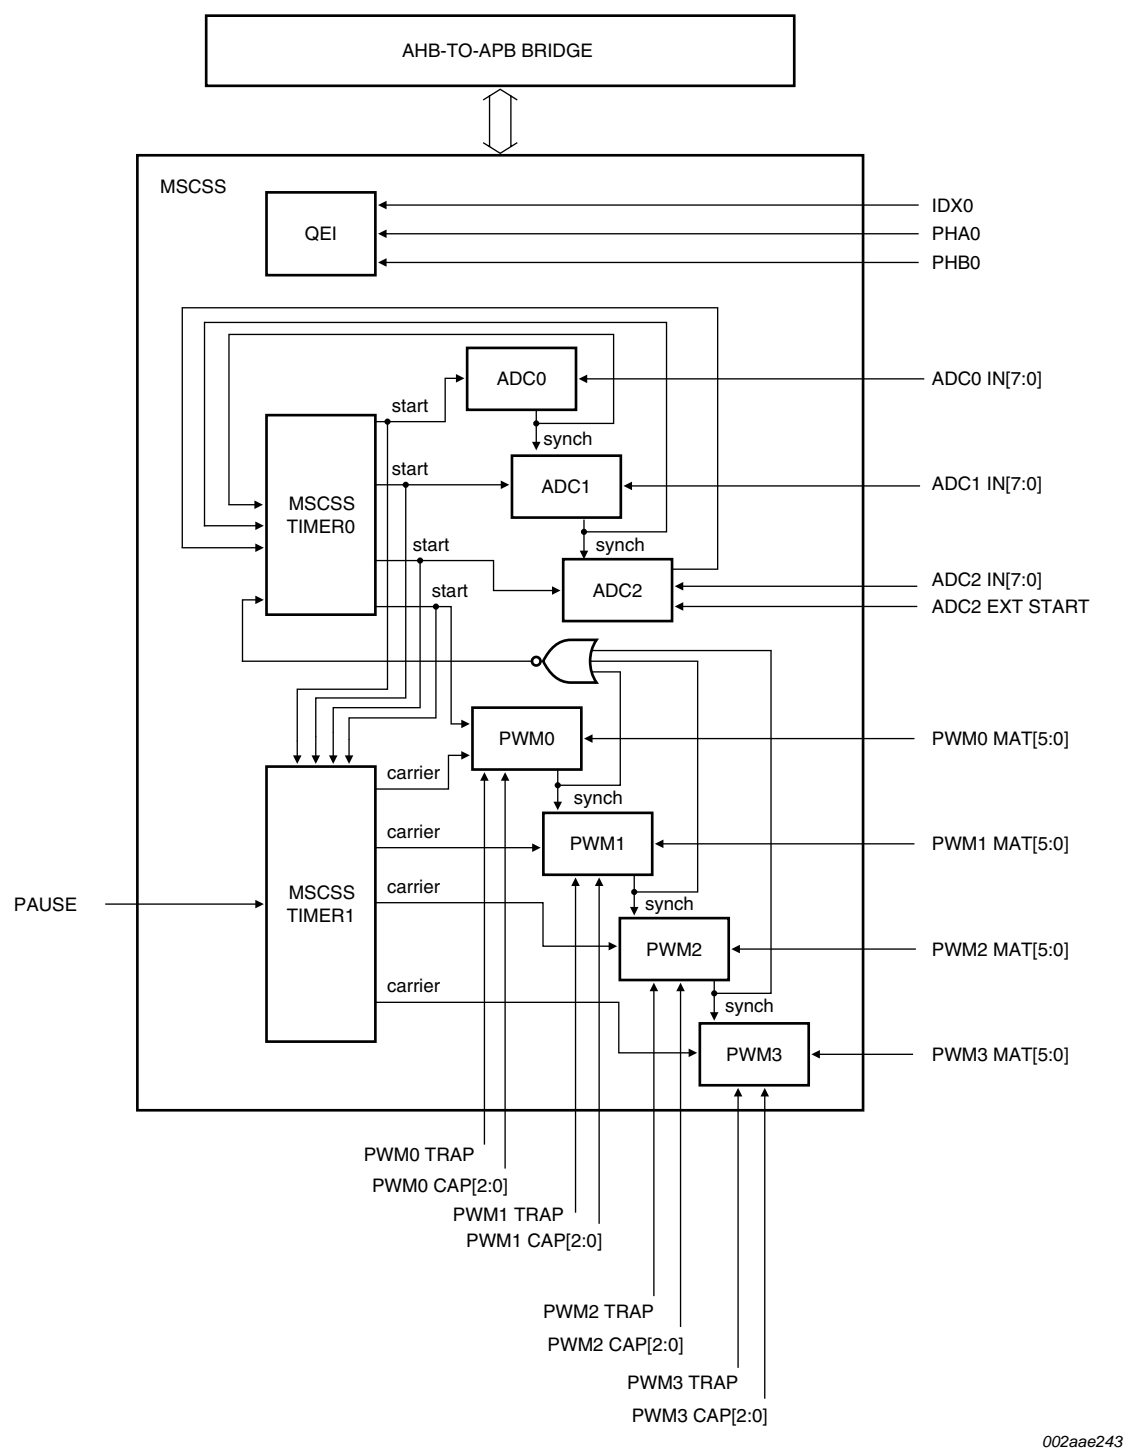 AHB-TO-APB BRIDGE
MSCSS
QEI
IDX0
PHA0
PHB0
ADC0
ADC0 IN[7:0]
start
synch
start
ADC1
ADC1 IN[7:0]
MSCSS
TIMER0
start
synch
ADC2
ADC2 IN[7:0]
ADC2 EXT START
start
PWM0
PWM0 MAT[5:0]
carrier
synch
carrier
PWM1
PWM1 MAT[5:0]
PAUSE
MSCSS
TIMER1
carrier
synch
PWM2
PWM2 MAT[5:0]
carrier
synch
PWM3
PWM3 MAT[5:0]
PWM0 TRAP
PWM0 CAP[2:0]
PWM1 TRAP
PWM1 CAP[2:0]
PWM2 TRAP
PWM2 CAP[2:0]
PWM3 TRAP
PWM3 CAP[2:0]
002aae243